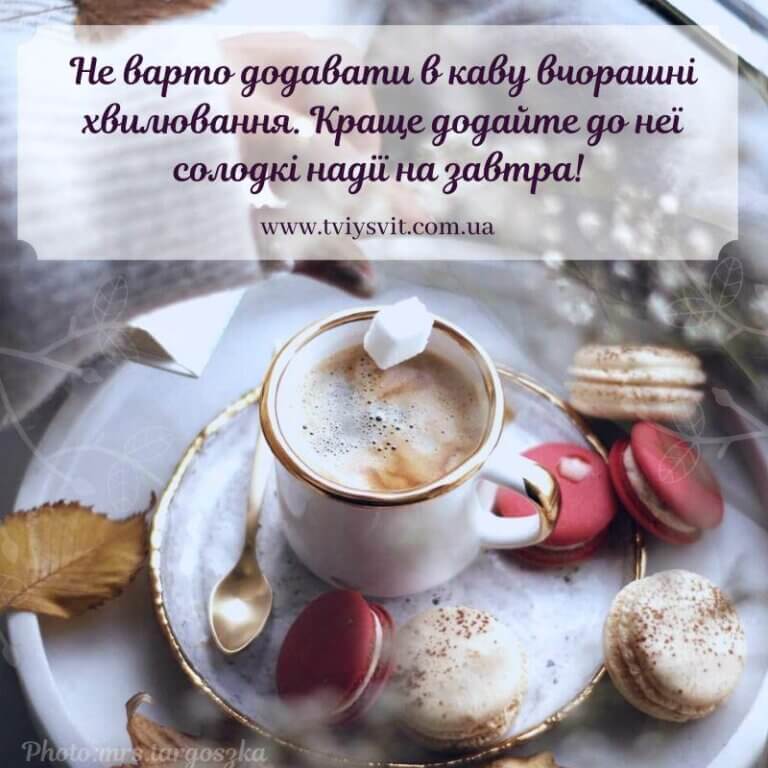 Не варто додавати в каву вчорашні
хвилювання. Краще додайте до неї
солодкі надії на завтра!
www.tviysvit.com.ua
Photo:mrs.targoszka